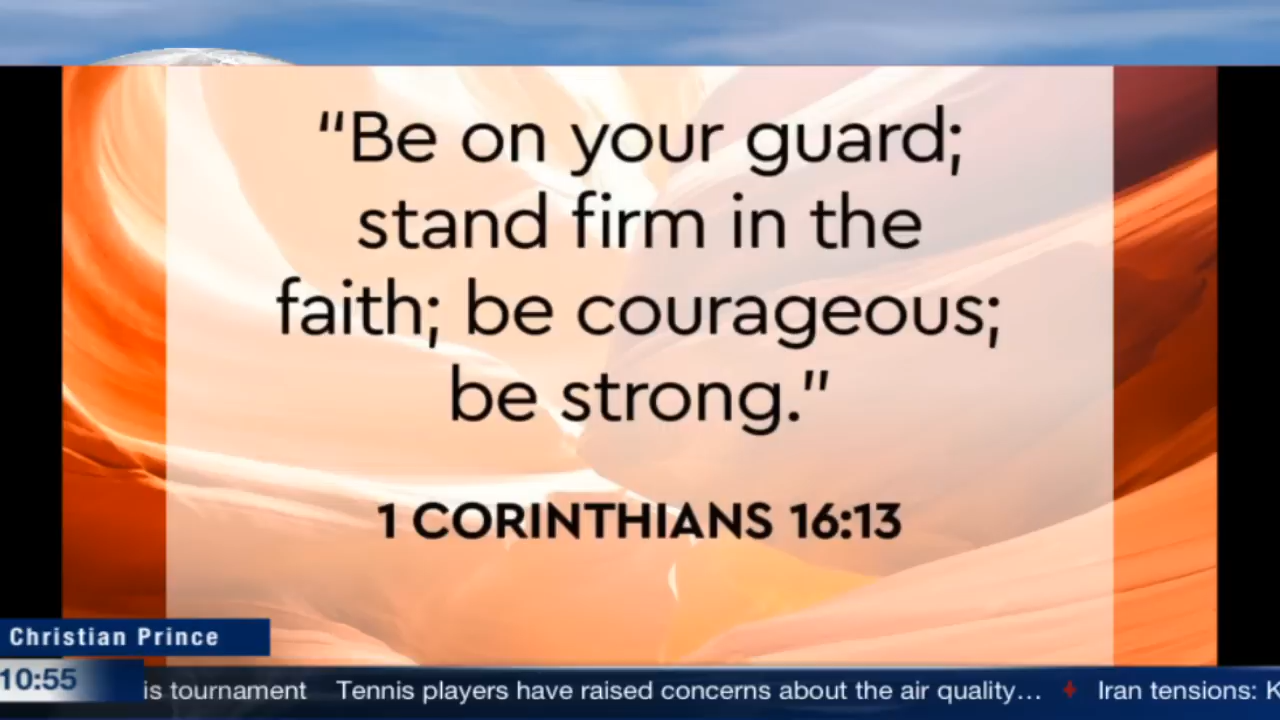 “Be on your guard;
stand firm in the
faith; be courageous;
be strong.”
1 CORINTHIANS 16:13
Christian Prince
10:55 is tournament Tennis players have raised concerns about the air quality… Iran tensions: K